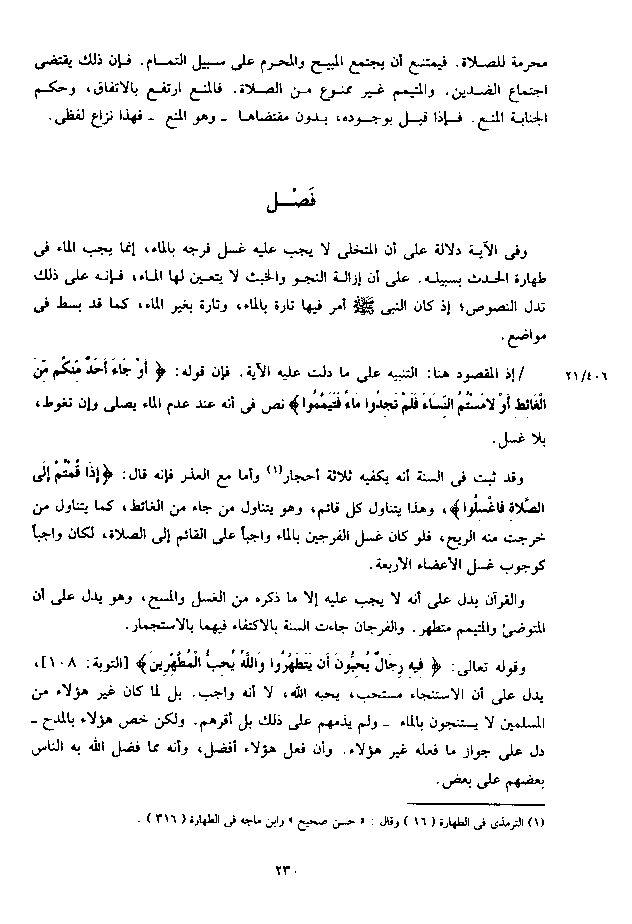 محرمة للصلاة. فيمتنع أن يجتمع المبيح والمحرم على سبيل التمام. فإن ذلك يقتضى
اجتماع الضدين. والمتيمم غير ممنوع من الصلاة. فالمنع ارتفع بالاتفاق، وحكم
الجنابة المنع. فإذا قيل بوجوده، بدون مقتضاها ـ وهو المنع ـ فهذا نزاع لفظى.
فَصْــل
وفى الآية دلالة على أن المتخلى لا يجب عليه غسل فرجه بالماء، إنما يجب الماء فى
طهارة الحدث بسبيله. على أن إزالة النجو والخبث لا يتعين لها الماء، فإنه على ذلك
تدل النصوص؛ إذ كان النبى ﷺ أمر فيها تارة بالماء، وتارة بغير الماء، كما قد بسط فى
مواضع.
٢١/٤٠٦ / إذ المقصود هنا: التنبيه على ما دلت عليه الآية. فإن قوله: ﴿ أَوْ جَاءَ أَحَدٌ مِّنكُم مِّنَ
الْغَائِطِ أَوْ لامَسْتُمُ النِّسَاءَ فَلَمْ تَجِدُوا مَاءً فَتَيَمَّمُوا ﴾ نص فى أنه عند عدم الماء يصلى وإن تغوط،
بلا غسل.
وقد ثبت فى السنة أنه يكفيه ثلاثة أحجار(١) وأما مع العذر فإنه قال: ﴿إِذَا قُمْتُمْ إِلَى
الصَّلاةِ فَاغْسِلُوا ﴾، وهذا يتناول كل قائم، وهو يتناول من جاء من الغائط، كما يتناول من
خرجت منه الريح، فلو كان غسل الفرجين بالماء واجباً على القائم إلى الصلاة، لكان واجباً
كوجوب غسل الأعضاء الأربعة.
والقرآن يدل على أنه لا يجب عليه إلا ما ذكره من الغسل والمسح، وهو يدل على أن
المتوضئ والمتيمم متطهر. والفرجان جاءت السنة بالاكتفاء فيهما بالاستجمار.
وقوله تعالى: ﴿ فِيهِ رِجَالٌ يُحِبُّونَ أَن يَتَطَهَّرُوا وَاللَّهُ يُحِبُّ الْمُطَّهِّرِينَ ﴾ [التوبة: ١٠٨]،
يدل على أن الاستنجاء مستحب، يحبه الله، لا أنه واجب. بل لما كان غير هؤلاء من
المسلمين لا يستنجون بالماء ـ ولم يذمهم على ذلك بل أقرهم. ولكن خص هؤلاء بالمدح ـ
دل على جواز ما فعله غير هؤلاء. وأن فعل هؤلاء أفضل، وأنه مما فضل الله به الناس
بعضهم على بعض.
(١) الترمذى فى الطهارة (١٦) وقال: « حسن صحيح » وابن ماجه فى الطهارة (٣١٦).
٢٣٠